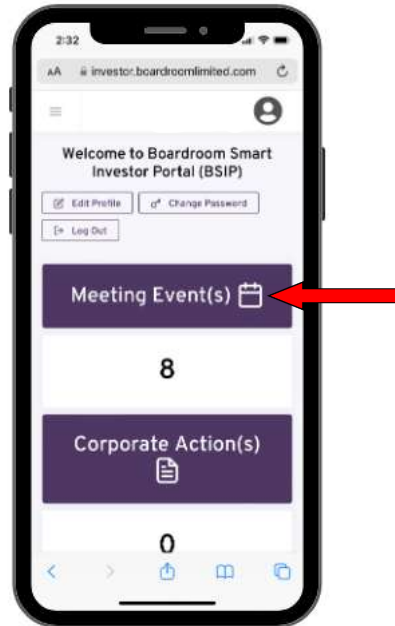 2:32
AA investor.boardroomlimited.com
Welcome to Boardroom Smart
Investor Portal (BSIP)
Edit Profile
Change Password
Log Out
Meeting Event(s)
8
Corporate Action(s)
0